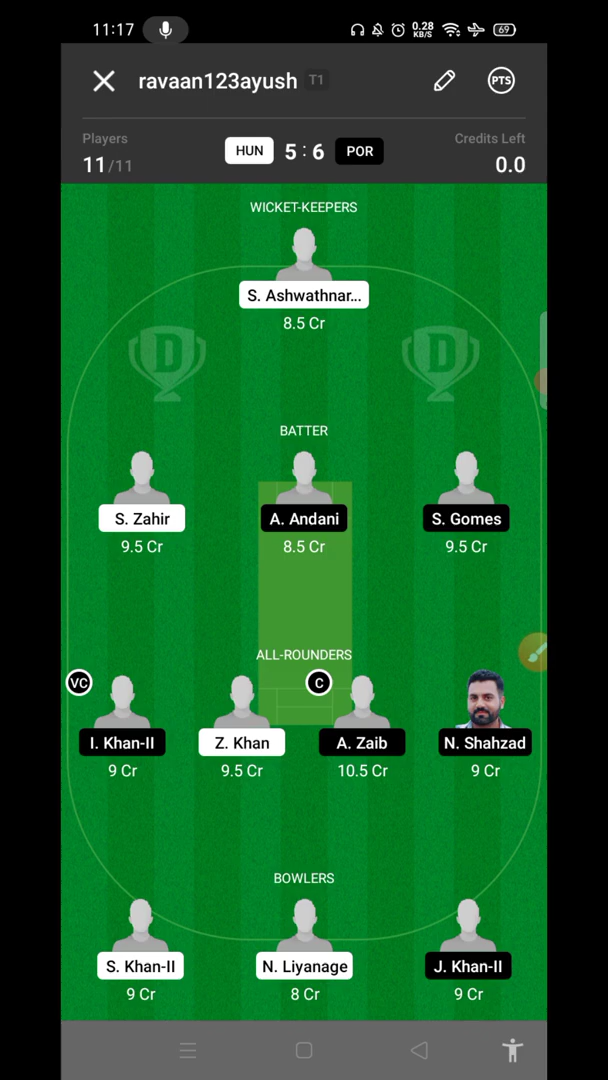 11:17
0.28
KB/S
69
ravaan123ayush T1
PTS
Players
Credits Left
11/11
HUN 5 : 6 POR
0.0
WICKET-KEEPERS
S. Ashwathnar...
8.5 Cr
D D
BATTER
S. Zahir A. Andani S. Gomes
9.5 Cr 8.5 Cr 9.5 Cr
ALL-ROUNDERS
VC C
I. Khan-II Z. Khan A. Zaib N. Shahzad
9 Cr 9.5 Cr 10.5 Cr 9 Cr
BOWLERS
S. Khan-II N. Liyanage J. Khan-II
9 Cr 8 Cr 9 Cr